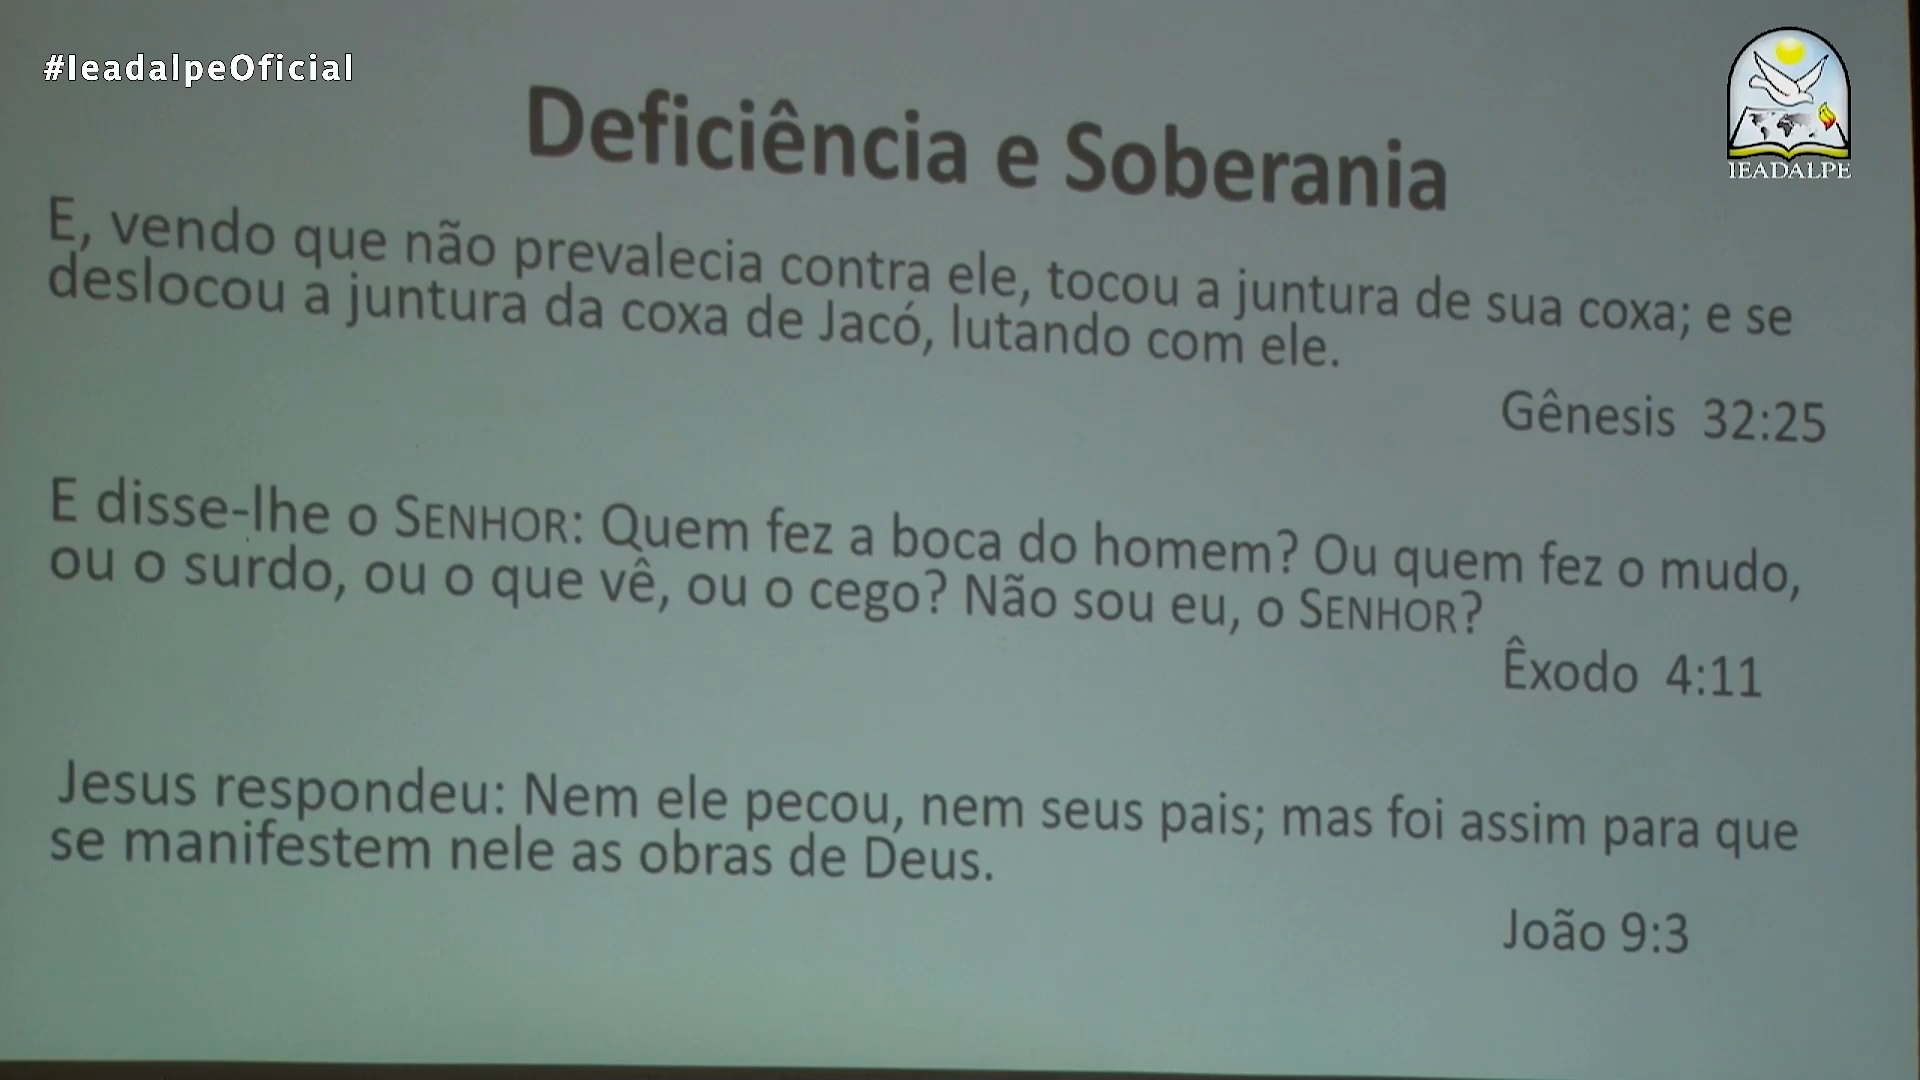 #IeadalpeOficial
IEADALPE
Deficiência e Soberania
E, vendo que não prevalecia contra ele, tocou a juntura de sua coxa; e se
deslocou a juntura da coxa de Jacó, lutando com ele.
Gênesis 32:25
E disse-lhe o SENHOR: Quem fez a boca do homem? Ou quem fez o mudo,
ou o surdo, ou o que vê, ou o cego? Não sou eu, o SENHOR?
Êxodo 4:11
Jesus respondeu: Nem ele pecou, nem seus pais; mas foi assim para que
se manifestem nele as obras de Deus.
João 9:3